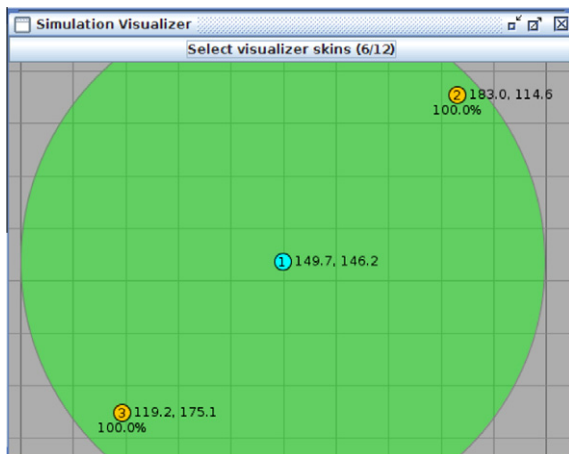 Simulation Visualizer
Select visualizer skins (6/12)
2 183.0, 114.6
100.0%
1 149.7, 146.2
3 119.2, 175.1
100.0%